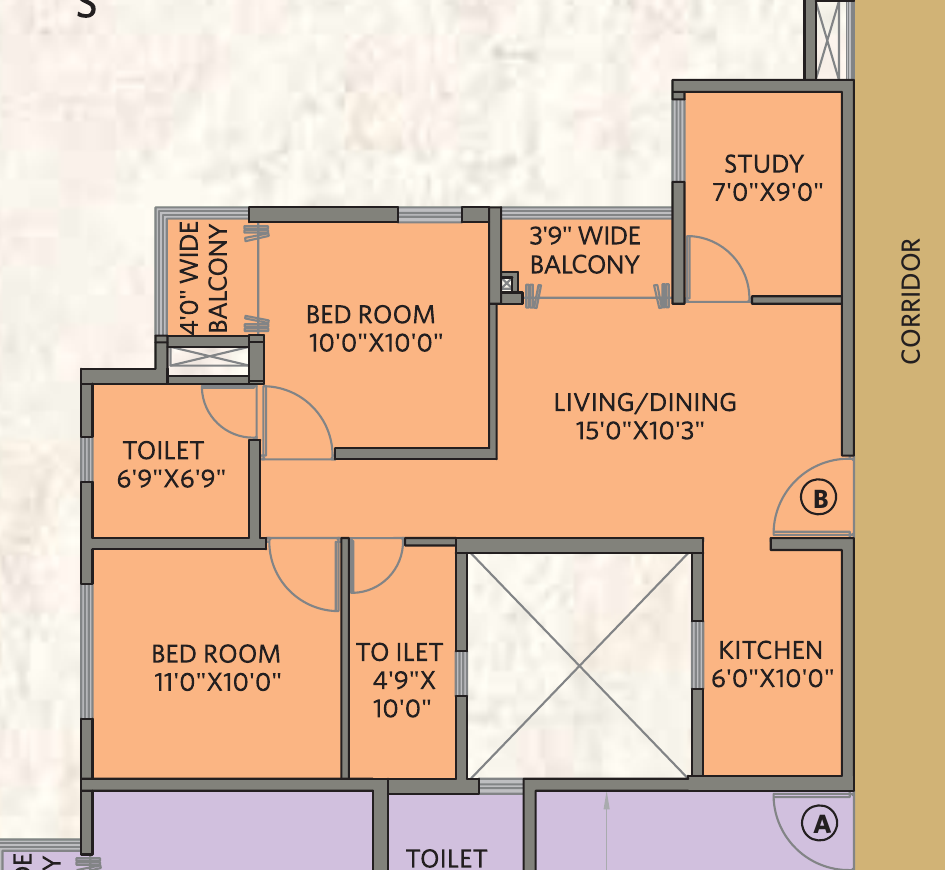 S
STUDY
7'0"X9'0"
4'0" WIDE
BALCONY
3'9" WIDE
BALCONY
BED ROOM
10'0"X10'0"
CORRIDOR
LIVING/DINING
15'0"X10'3"
TOILET
6'9"X6'9"
B
BED ROOM
11'0"X10'0"
TO ILET
4'9"X
10'0"
KITCHEN
6'0"X10'0"
A
TOILET
DE
Y